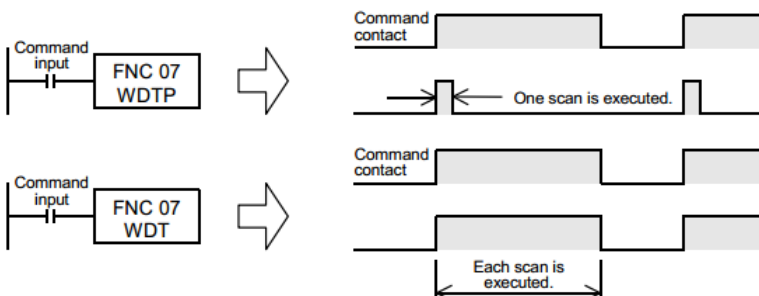 Command
contact
Command
input
FNC 07
WDTP
One scan is executed.
Command
contact
Command
input
FNC 07
WDT
Each scan is
executed.